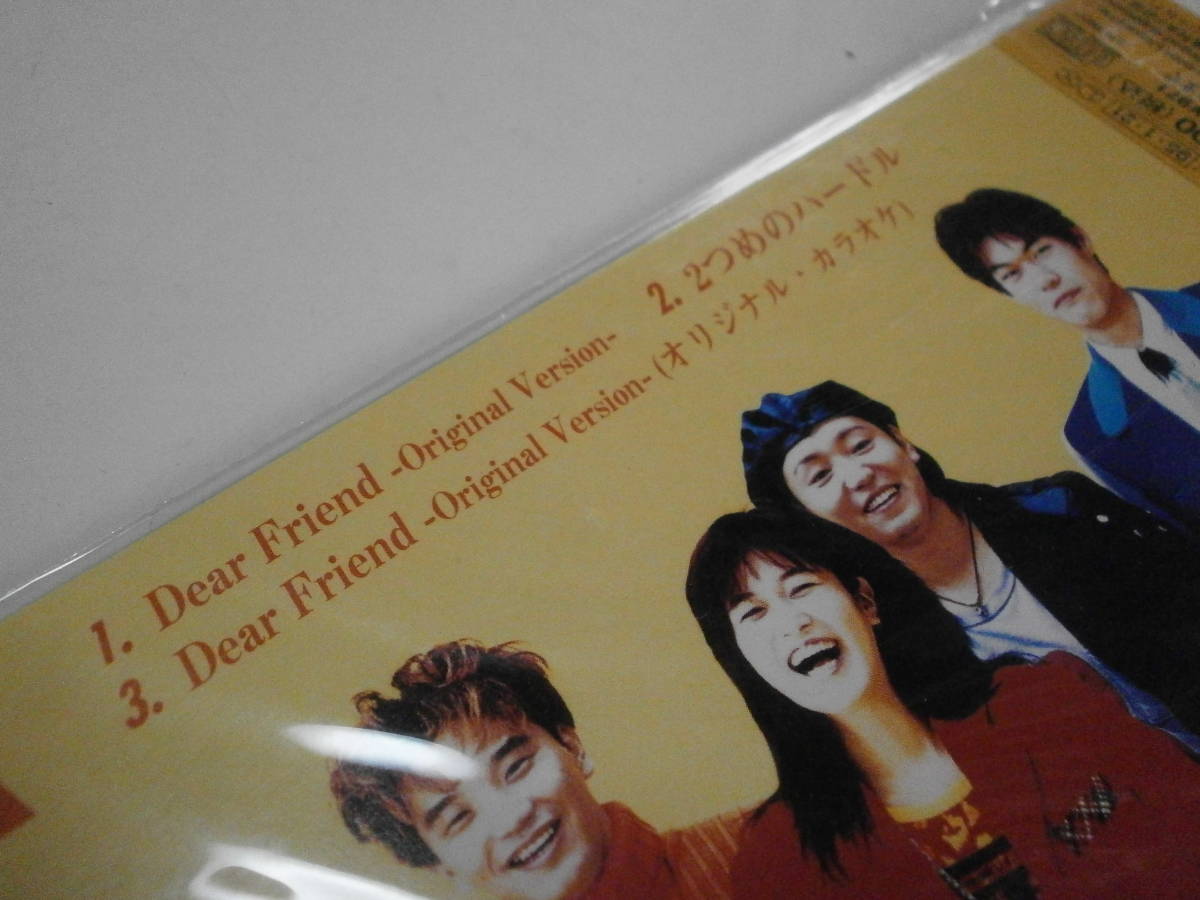 1. Dear Friend -Original Version- 2. 2つめのハードル
3. Dear Friend -Original Version- (オリジナル・カラオケ)